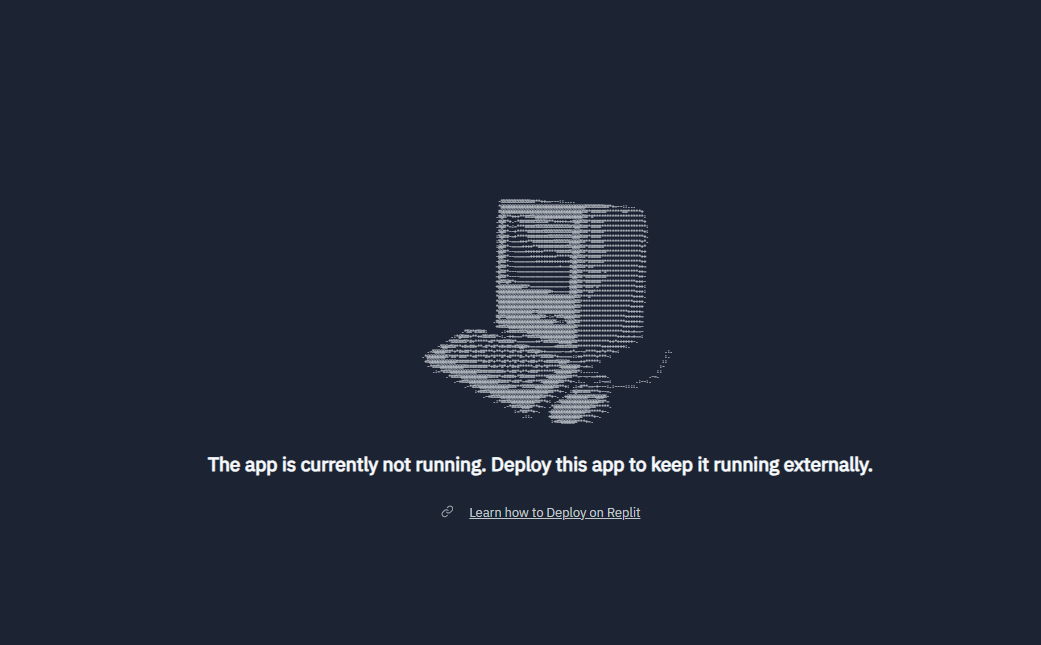 The app is currently not running. Deploy this app to keep it running externally.
Learn how to Deploy on Replit